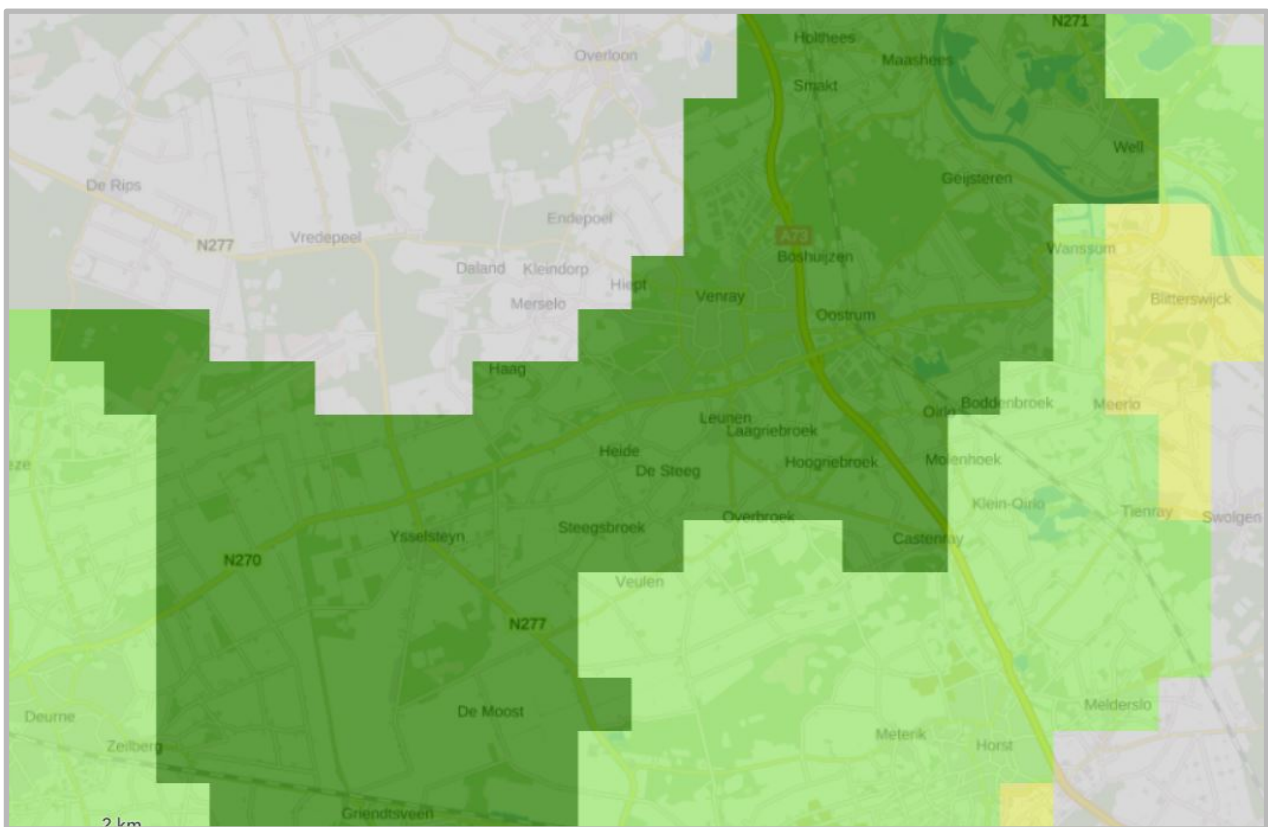 N271
Holthees
Overloon
Maashees
Smakt
Well
De Rips
Geijsteren
Endepoel
Vredepeel
A73
N277
Wanssum
Boshuijzen
Daland
Kleindorp
Hiept
Venray
Blitterswijck
Merselo
Oostrum
Haag
Boddenbroek
Meerlo
Oirlo
Leunen
Laagriebroek
Heide
Hoogriebroek
Molenhoek
eze
De Steeg
Klein-Oirlo
Tienray
Overbroek
Swolgen
Steegsbroek
Ysselsteyn
Castenray
N270
Veulen
N277
Melderslo
De Moost
Deurne
Meterik
Horst
Zeilberg
Griendtsveen
2 km